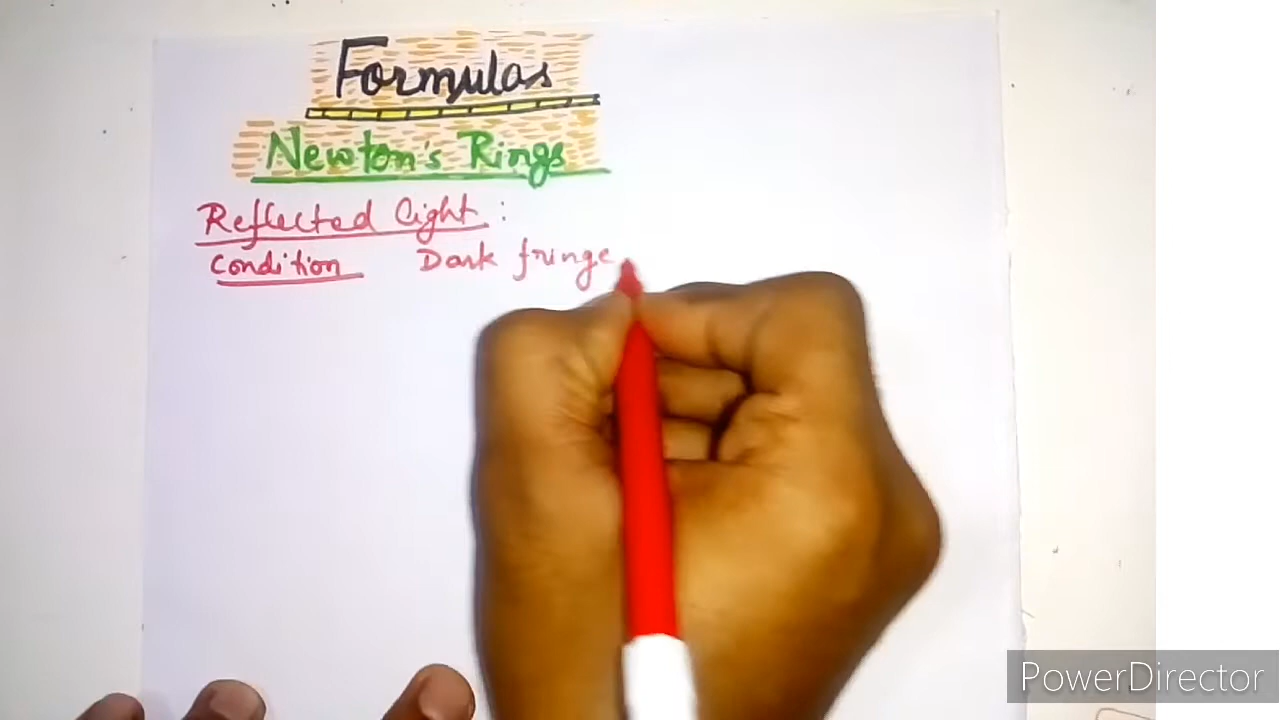 Formulas
Newton's Rings
Reflected light :
Condition Dark fringe
PowerDirector